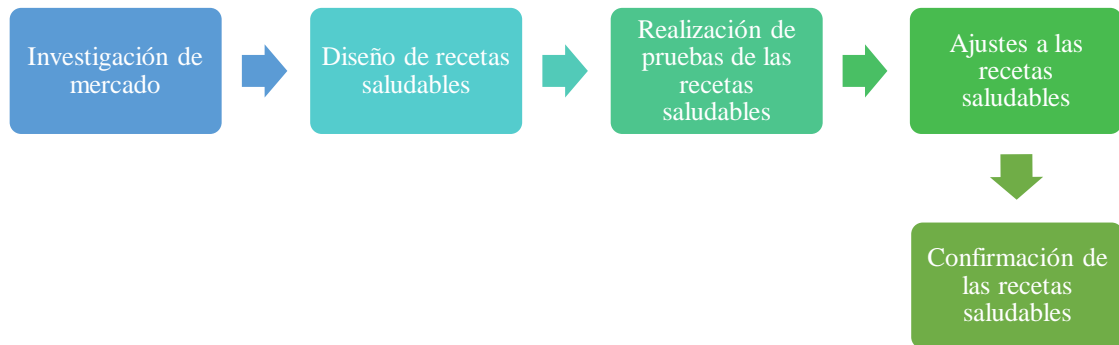 Investigación de
mercado
Diseño de recetas
saludables
Realización de
pruebas de las
recetas
saludables
Ajustes a las
recetas
saludables
Confirmación de
las recetas
saludables